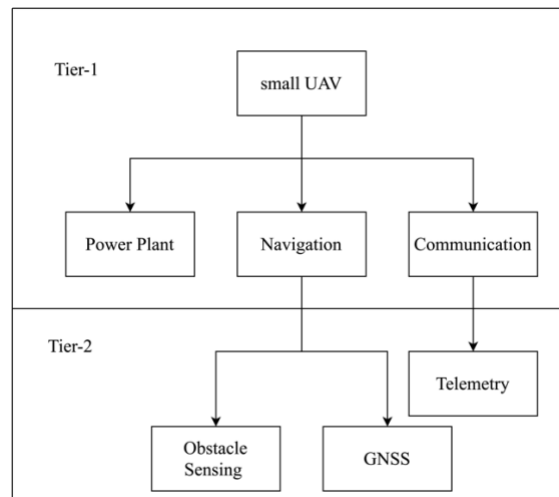 Tier-1
small UAV
Power Plant
Navigation
Communication
Tier-2
Telemetry
Obstacle
Sensing
GNSS